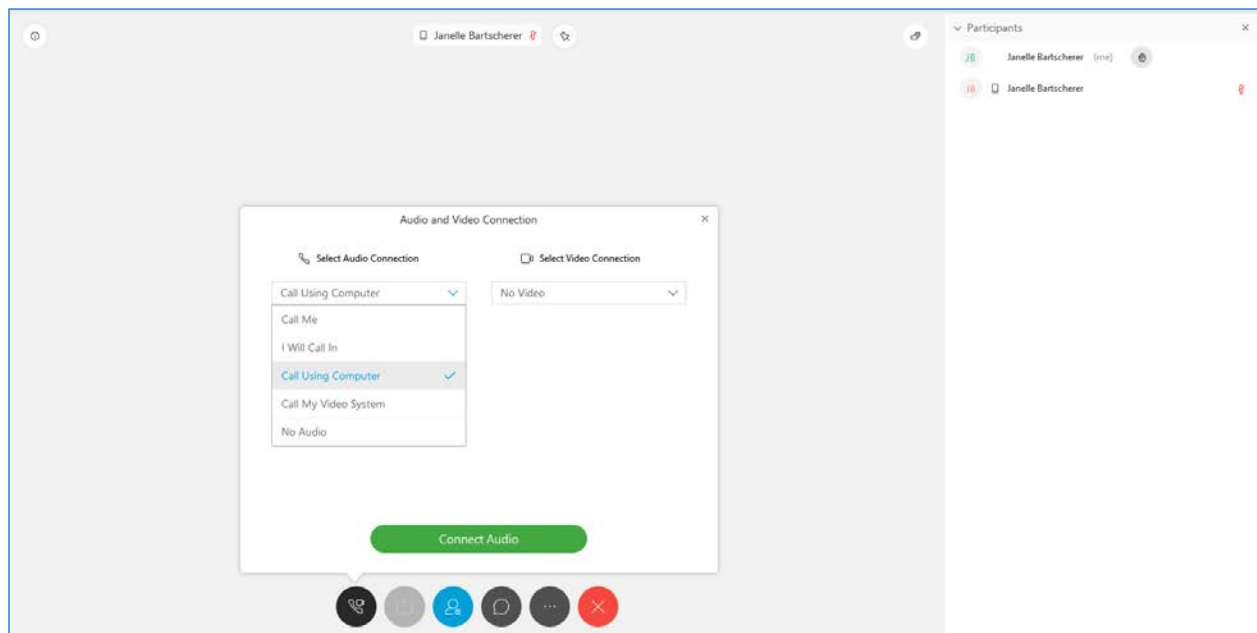 Janelle Bartscherer
Participants
JB Janelle Bartscherer (me)
JB Janelle Bartscherer
Audio and Video Connection
Select Audio Connection
Select Video Connection
Call Using Computer
No Video
Call Me
I Will Call In
Call Using Computer
Call My Video System
No Audio
Connect Audio